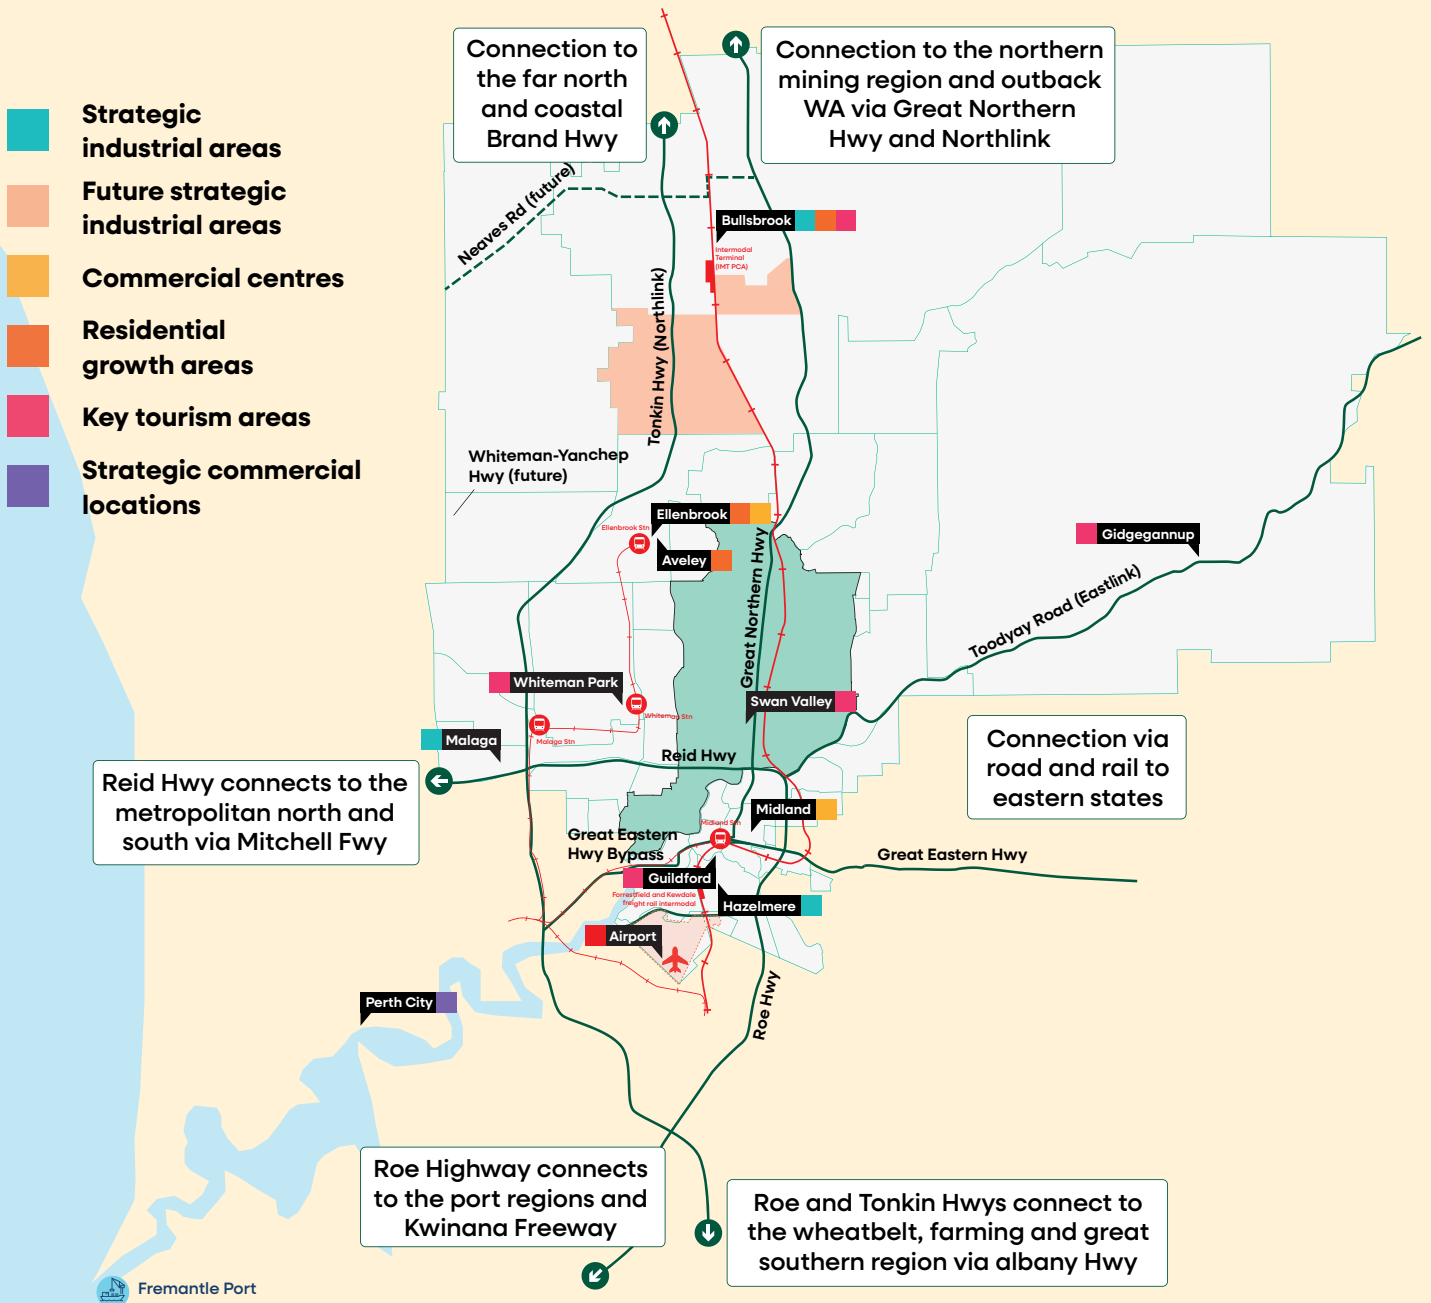 Connection to
the far north
and coastal
Brand Hwy
Connection to the northern
mining region and outback
WA via Great Northern
Hwy and Northlink
Strategic
industrial areas
Future strategic
industrial areas
Commercial centres
Residential
growth areas
Key tourism areas
Strategic commercial
locations
Neaves Rd (future)
Bullsbrook
Intermodal
Terminal
(IMT PCA)
Tonkin Hwy (Northlink)
Whiteman-Yanchep
Hwy (future)
Ellenbrook
Ellenbrook Stn
Aveley
Great Northern Hwy
Gidgegannup
Toodyay Road (Eastlink)
Whiteman Park
Whiteman Stn
Swan Valley
Malaga
Malaga Stn
Reid Hwy
Connection via
road and rail to
eastern states
Reid Hwy connects to the
metropolitan north and
south via Mitchell Fwy
Midland
Midland Stn
Great Eastern
Hwy Bypass
Great Eastern Hwy
Guildford
Forrestfield and Kewdale
freight rail intermodal
Hazelmere
Airport
Perth City
Roe Hwy
Roe Highway connects
to the port regions and
Kwinana Freeway
Roe and Tonkin Hwys connect to
the wheatbelt, farming and great
southern region via albany Hwy
Fremantle Port